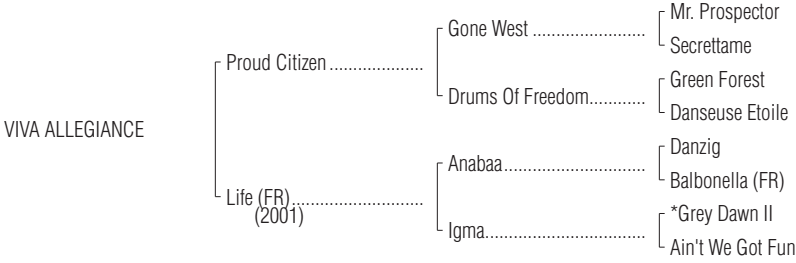 Mr. Prospector
Gone West ........................
Secrettame
Proud Citizen ....................
Green Forest
Drums Of Freedom............
Danseuse Etoile
VIVA ALLEGIANCE
Danzig
Anabaa..............................
Balbonella (FR)
Life (FR)............................
(2001)
*Grey Dawn II
Igma..................................
Ain't We Got Fun